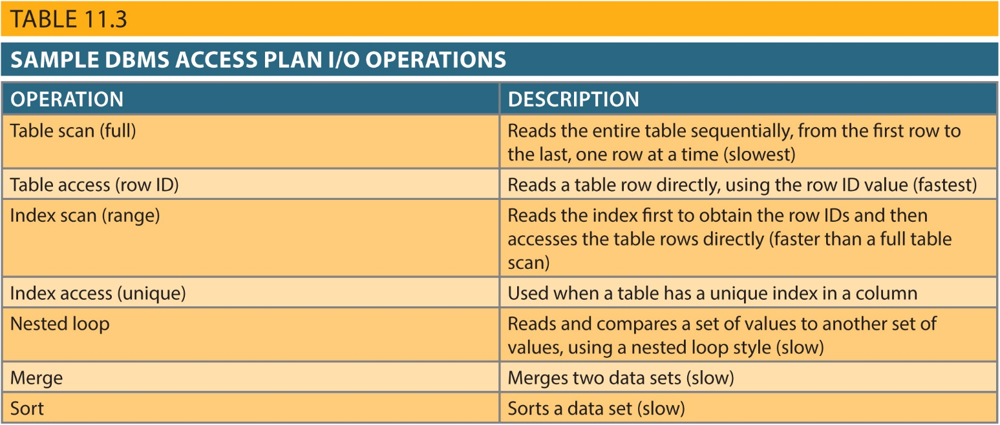 TABLE 11.3
SAMPLE DBMS ACCESS PLAN I/O OPERATIONS
OPERATION
DESCRIPTION
Table scan (full)
Reads the entire table sequentially, from the first row to
the last, one row at a time (slowest)
Table access (row ID)
Reads a table row directly, using the row ID value (fastest)
Index scan (range)
Reads the index first to obtain the row IDs and then
accesses the table rows directly (faster than a full table
scan)
Index access (unique)
Used when a table has a unique index in a column
Nested loop
Reads and compares a set of values to another set of
values, using a nested loop style (slow)
Merge
Merges two data sets (slow)
Sort
Sorts a data set (slow)